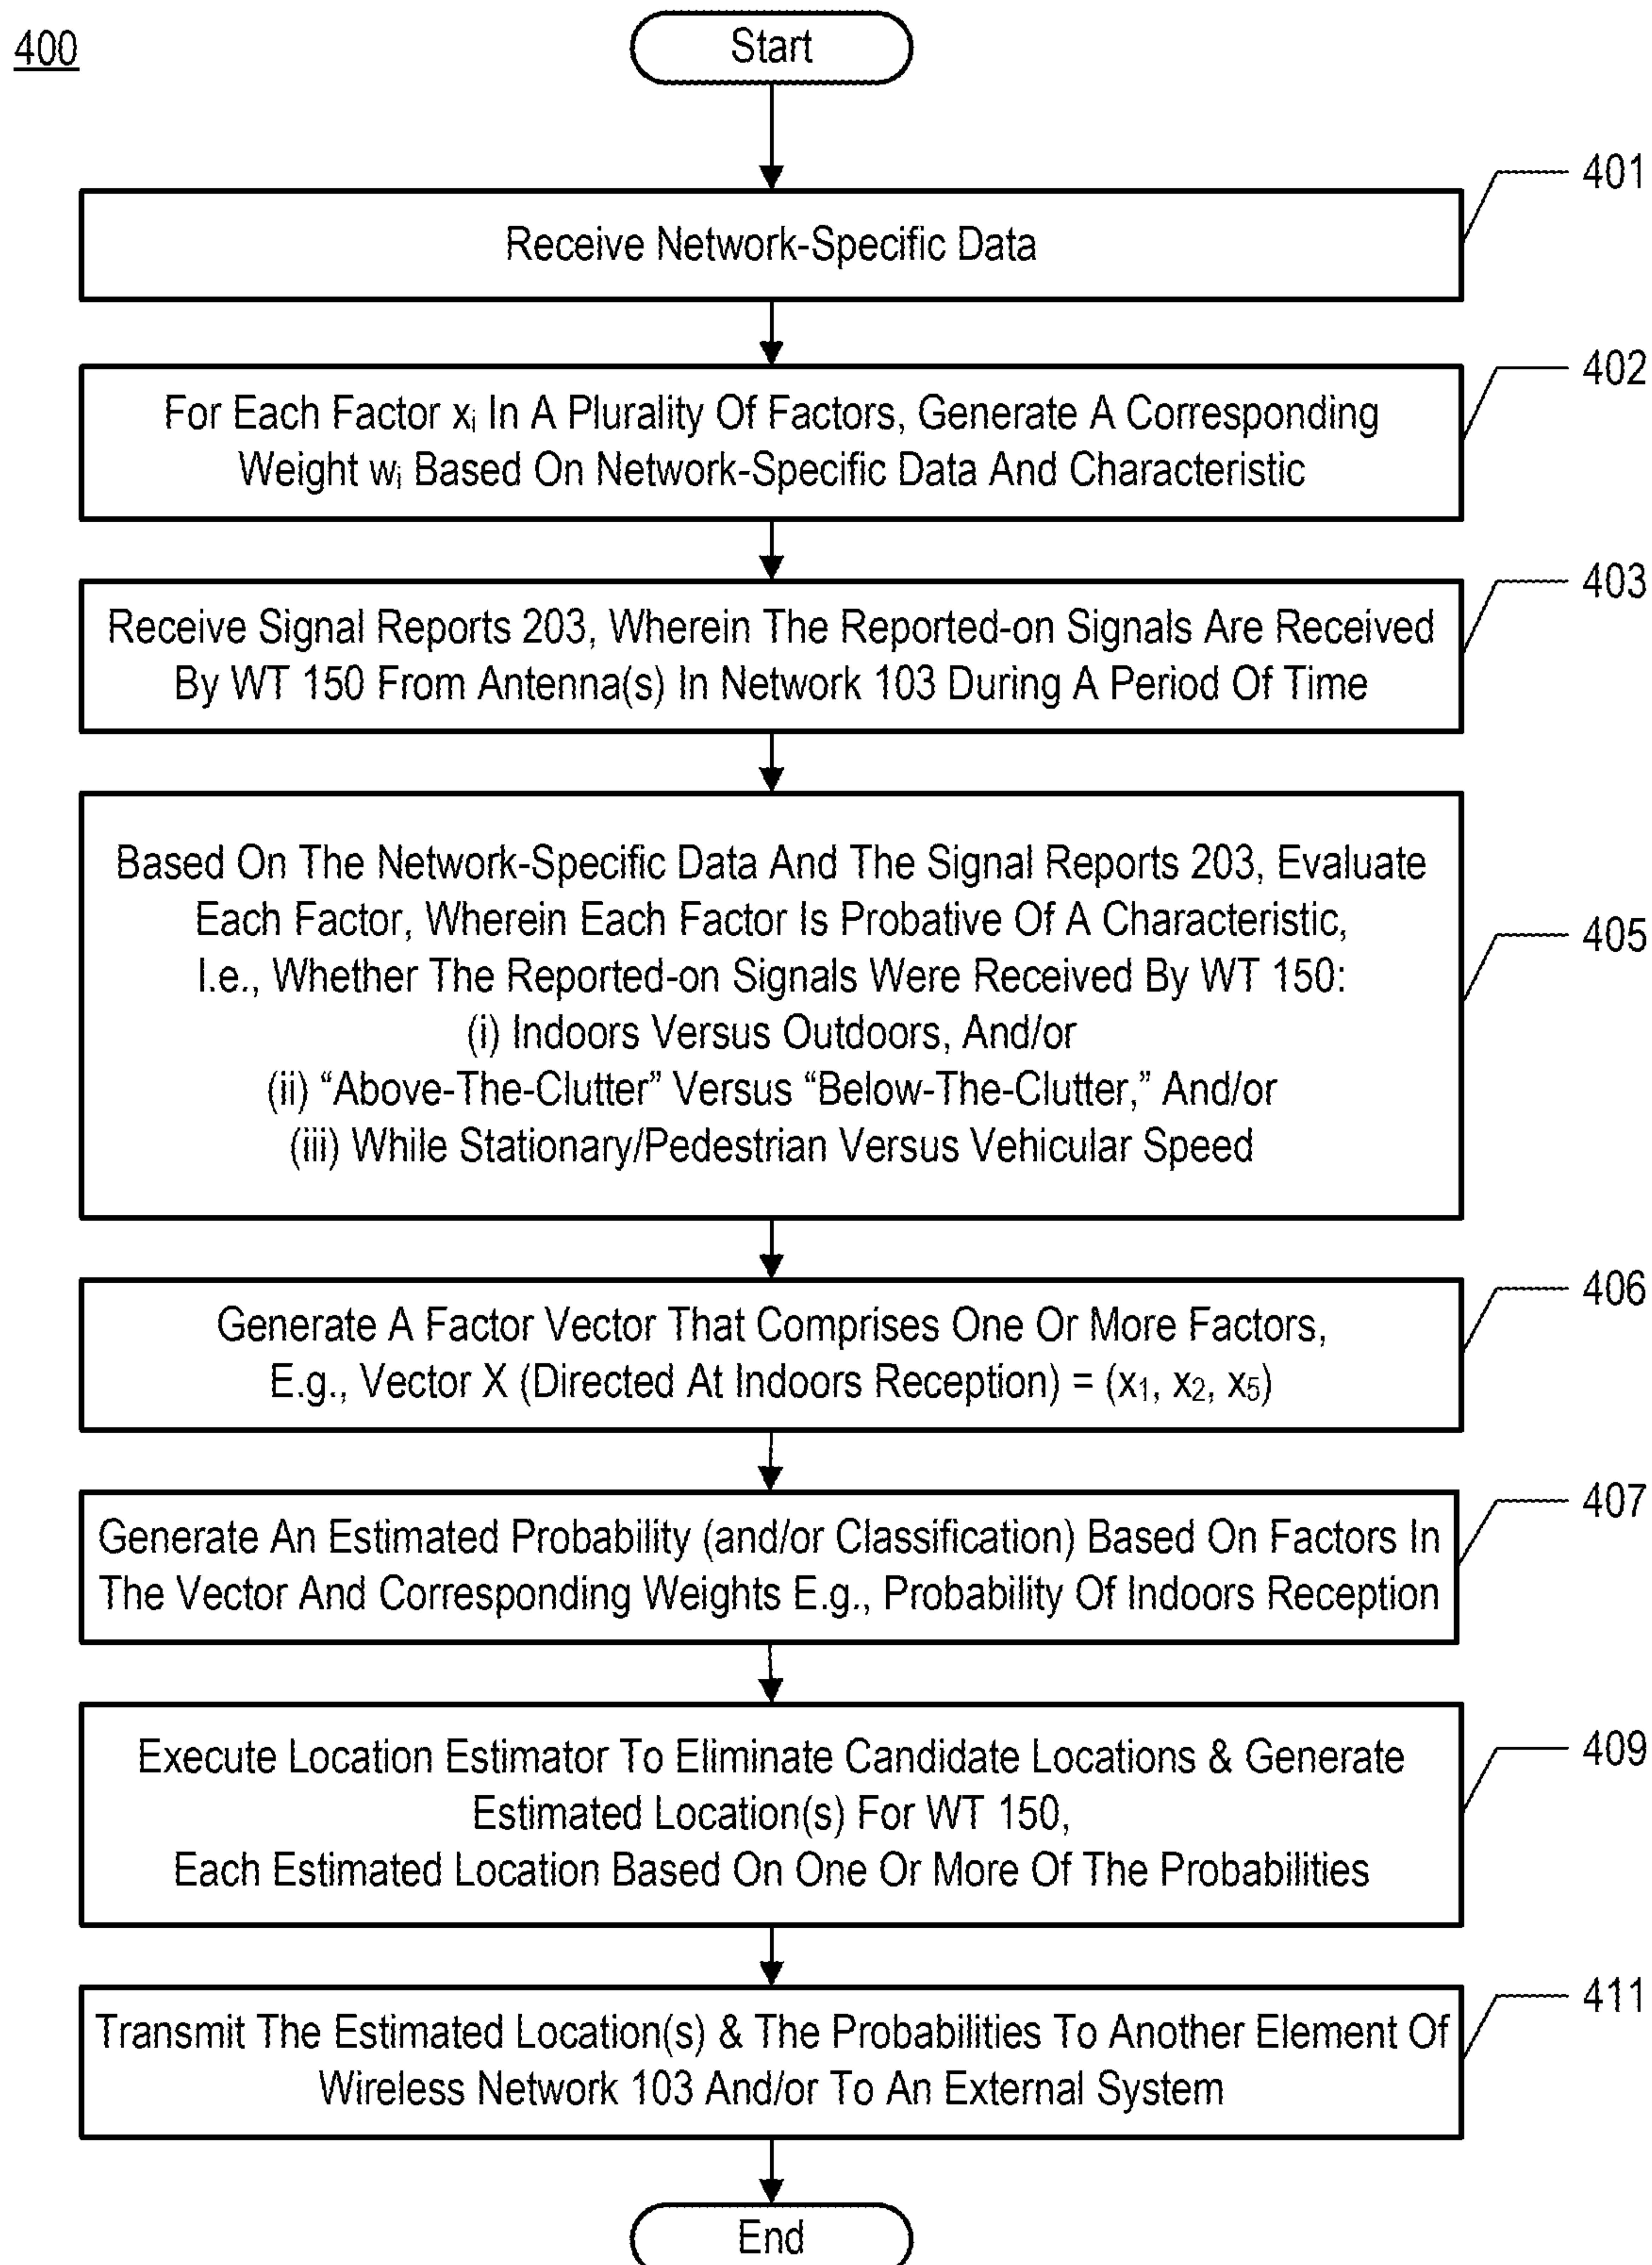 400
Start
401
Receive Network-Specific Data
402
For Each Factor xᵢ In A Plurality Of Factors, Generate A Corresponding
Weight wᵢ Based On Network-Specific Data And Characteristic
403
Receive Signal Reports 203, Wherein The Reported-on Signals Are Received
By WT 150 From Antenna(s) In Network 103 During A Period Of Time
Based On The Network-Specific Data And The Signal Reports 203, Evaluate
Each Factor, Wherein Each Factor Is Probative Of A Characteristic,
405
I.e., Whether The Reported-on Signals Were Received By WT 150:
(i) Indoors Versus Outdoors, And/or
(ii) “Above-The-Clutter” Versus “Below-The-Clutter,” And/or
(iii) While Stationary/Pedestrian Versus Vehicular Speed
406
Generate A Factor Vector That Comprises One Or More Factors,
E.g., Vector X (Directed At Indoors Reception) = (x₁, x₂, x₅)
407
Generate An Estimated Probability (and/or Classification) Based On Factors In
The Vector And Corresponding Weights E.g., Probability Of Indoors Reception
409
Execute Location Estimator To Eliminate Candidate Locations & Generate
Estimated Location(s) For WT 150,
Each Estimated Location Based On One Or More Of The Probabilities
411
Transmit The Estimated Location(s) & The Probabilities To Another Element Of
Wireless Network 103 And/or To An External System
End